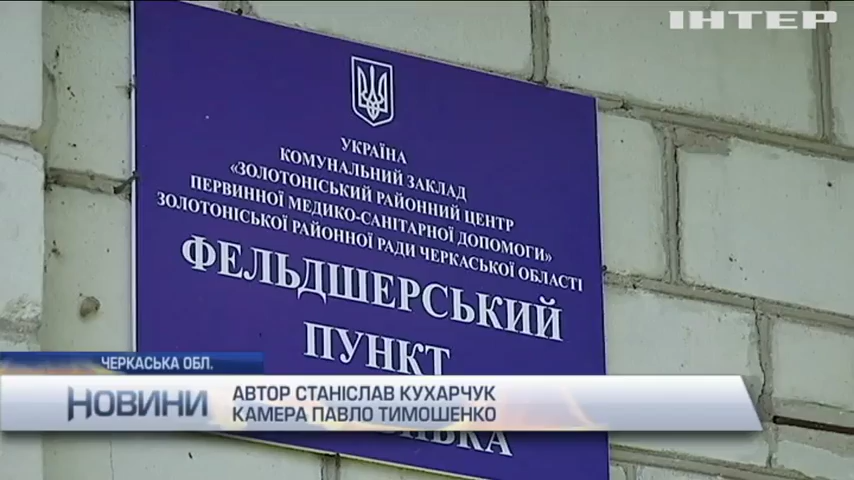 ІНТЕР
УКРАЇНА
КОМУНАЛЬНИЙ ЗАКЛАД
«ЗОЛОТОНІСЬКИЙ РАЙОННИЙ ЦЕНТР
ПЕРВИННОЇ МЕДИКО-САНІТАРНОЇ ДОПОМОГИ»
ЗОЛОТОНІСЬКОЇ РАЙОННОЇ РАДИ ЧЕРКАСЬКОЇ ОБЛАСТІ
ФЕЛЬДШЕРСЬКИЙ
ПУНКТ
ЧЕРКАСЬКА ОБЛ.
НОВИНИ
АВТОР СТАНІСЛАВ КУХАРЧУК
КАМЕРА ПАВЛО ТИМОШЕНКО